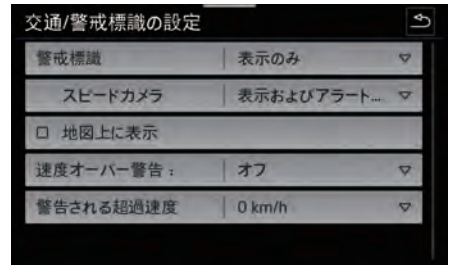 交通/警戒標識の設定
警戒標識 表示のみ
スピードカメラ 表示およびアラート...
地図上に表示
速度オーバー警告： オフ
警告される超過速度 0 km/h